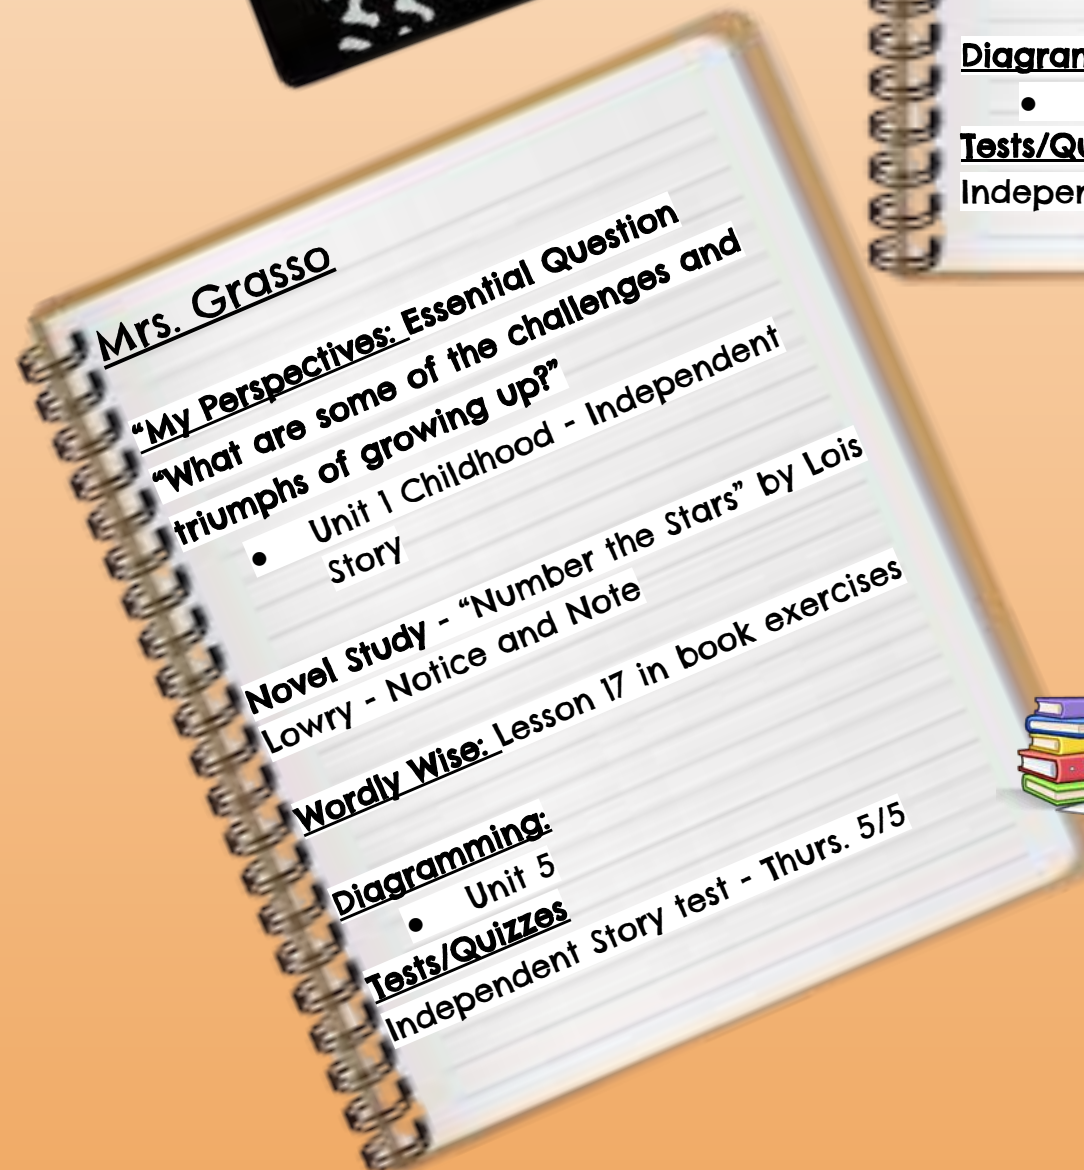 Mrs. Grasso
“My Perspectives: Essential Question
“What are some of the challenges and
triumphs of growing up?”
● Unit 1 Childhood - Independent
Story
Novel Study - “Number the Stars” by Lois
Lowry - Notice and Note
Wordly Wise: Lesson 17 in book exercises
Diagramming:
● Unit 5
Tests/Quizzes
Independent Story test - Thurs. 5/5
●